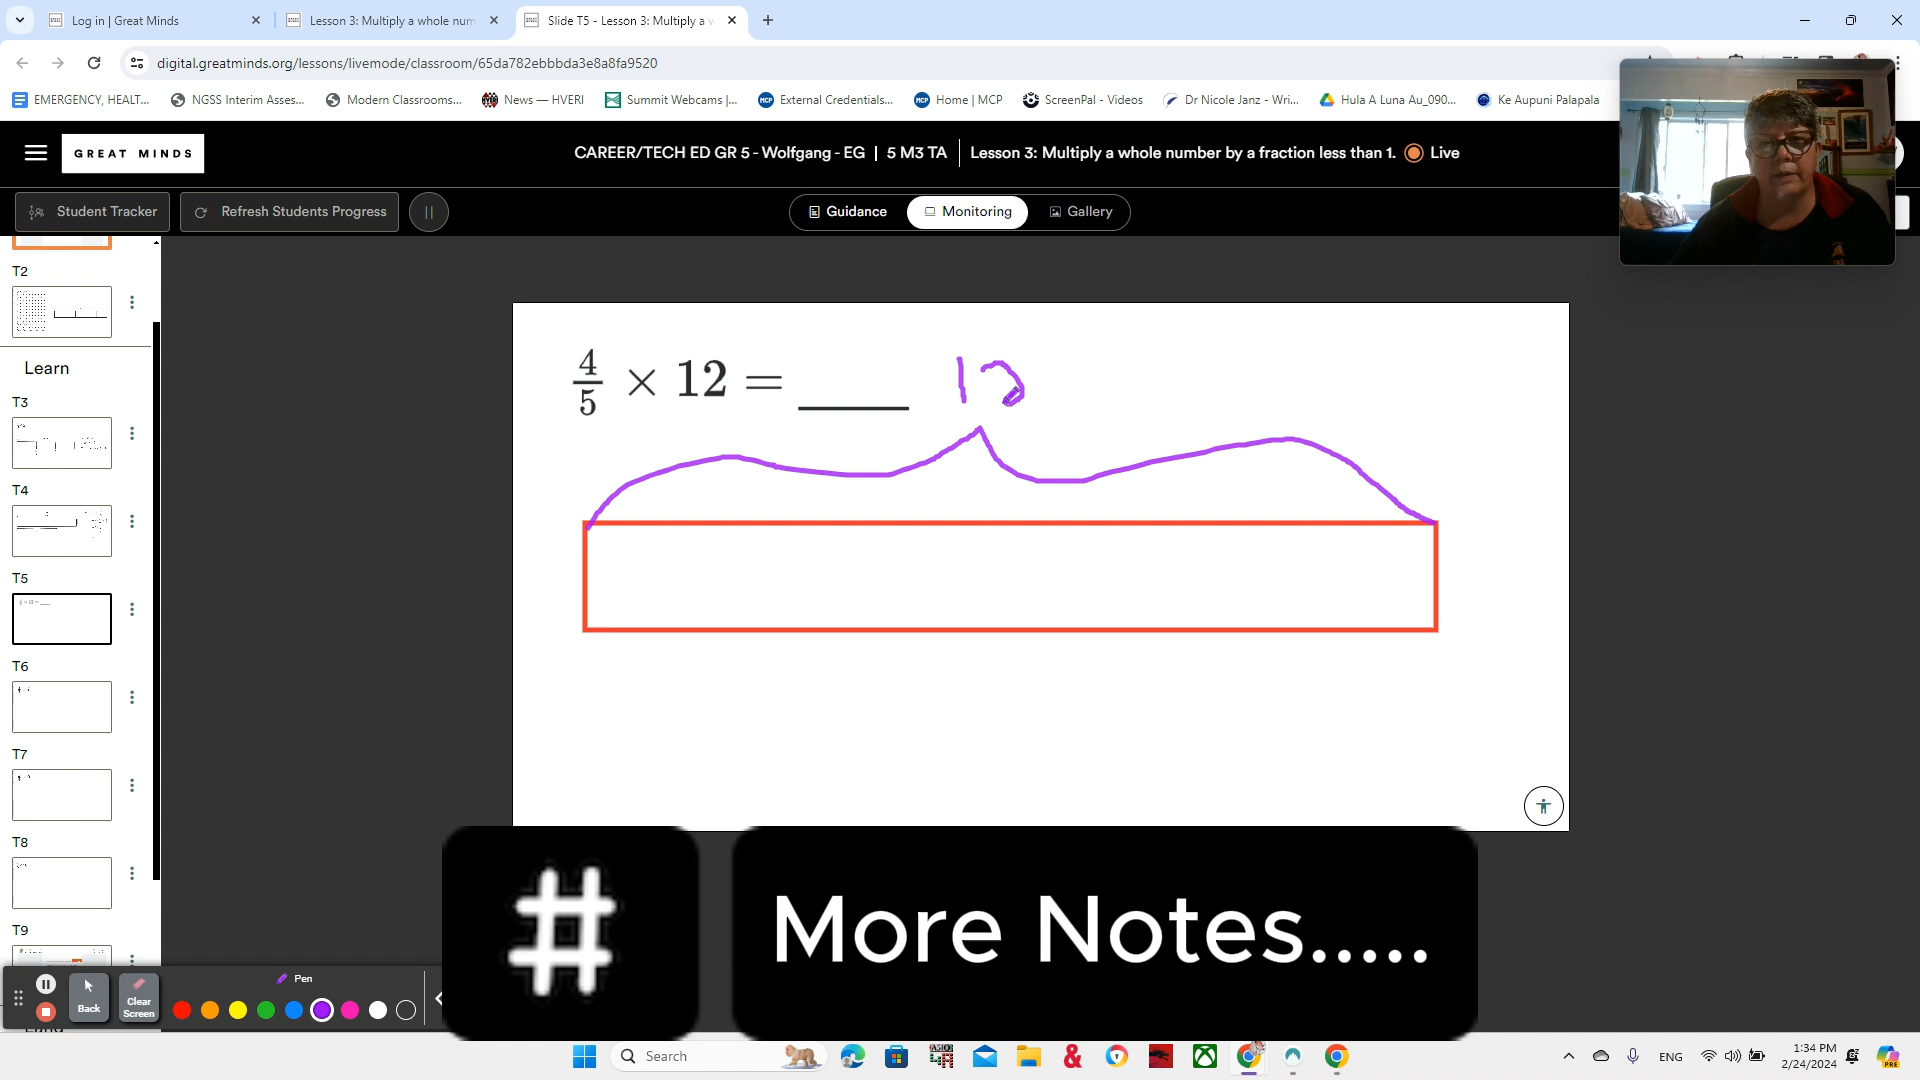 Log in | Great Minds
Lesson 3: Multiply a whole num
Slide T5 - Lesson 3: Multiply a w
digital.greatminds.org/lessons/livemode/classroom/65da782ebbbda3e8a8fa9520
EMERGENCY, HEALT...
NGSS Interim Asses...
Modern Classrooms...
News — HVERI
Summit Webcams |...
External Credentials...
Home | MCP
ScreenPal - Videos
Dr Nicole Janz - Wri...
Hula A Luna Au_090...
Ke Aupuni Palapala
GREAT MINDS
CAREER/TECH ED GR 5 - Wolfgang - EG | 5 M3 TA
Lesson 3: Multiply a whole number by a fraction less than 1.
Live
Student Tracker
Refresh Students Progress
Guidance
Monitoring
Gallery
T2
Learn
T3
T4
T5
T6
T7
T8
T9
4/5 × 12 = ____
12
# More Notes.....
Pen
Back
Clear Screen
Search
ENG
1:34 PM
2/24/2024